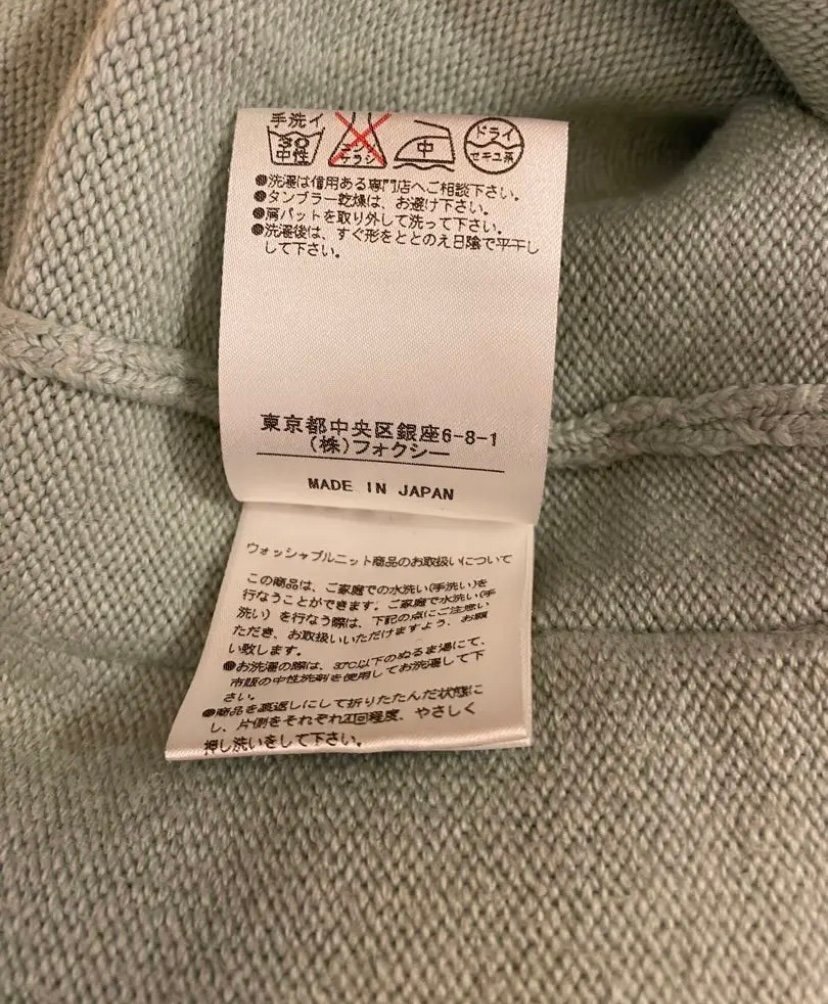 手洗イ
30
中性
エンソ
サラシ
中
ドライ
セキユ系
●洗濯は信用ある専門店へご相談下さい。
●タンブラー乾燥は、お避け下さい。
●肩パットを取り外して洗って下さい。
●洗濯後は、すぐ形をととのえ日陰で平干し
して下さい。
東京都中央区銀座6-8-1
(株)フォクシー
MADE IN JAPAN
ウォッシャブルニット商品のお取扱いについて
この商品は、ご家庭での水洗い(手洗い)を
行なうことができます。ご家庭で水洗い(手
洗い)を行なう際は、下記の点にご注意い
ただき、お取扱いいただけますよう、お願
い致します。
●お洗濯の際は、30℃以下のぬるま湯にて、
市販の中性洗剤を使用してお洗濯して下
さい。
●商品を裏返しにして折りたたんだ状態に
し、片側をそれぞれ回程度、やさしく
押し洗いをして下さい。